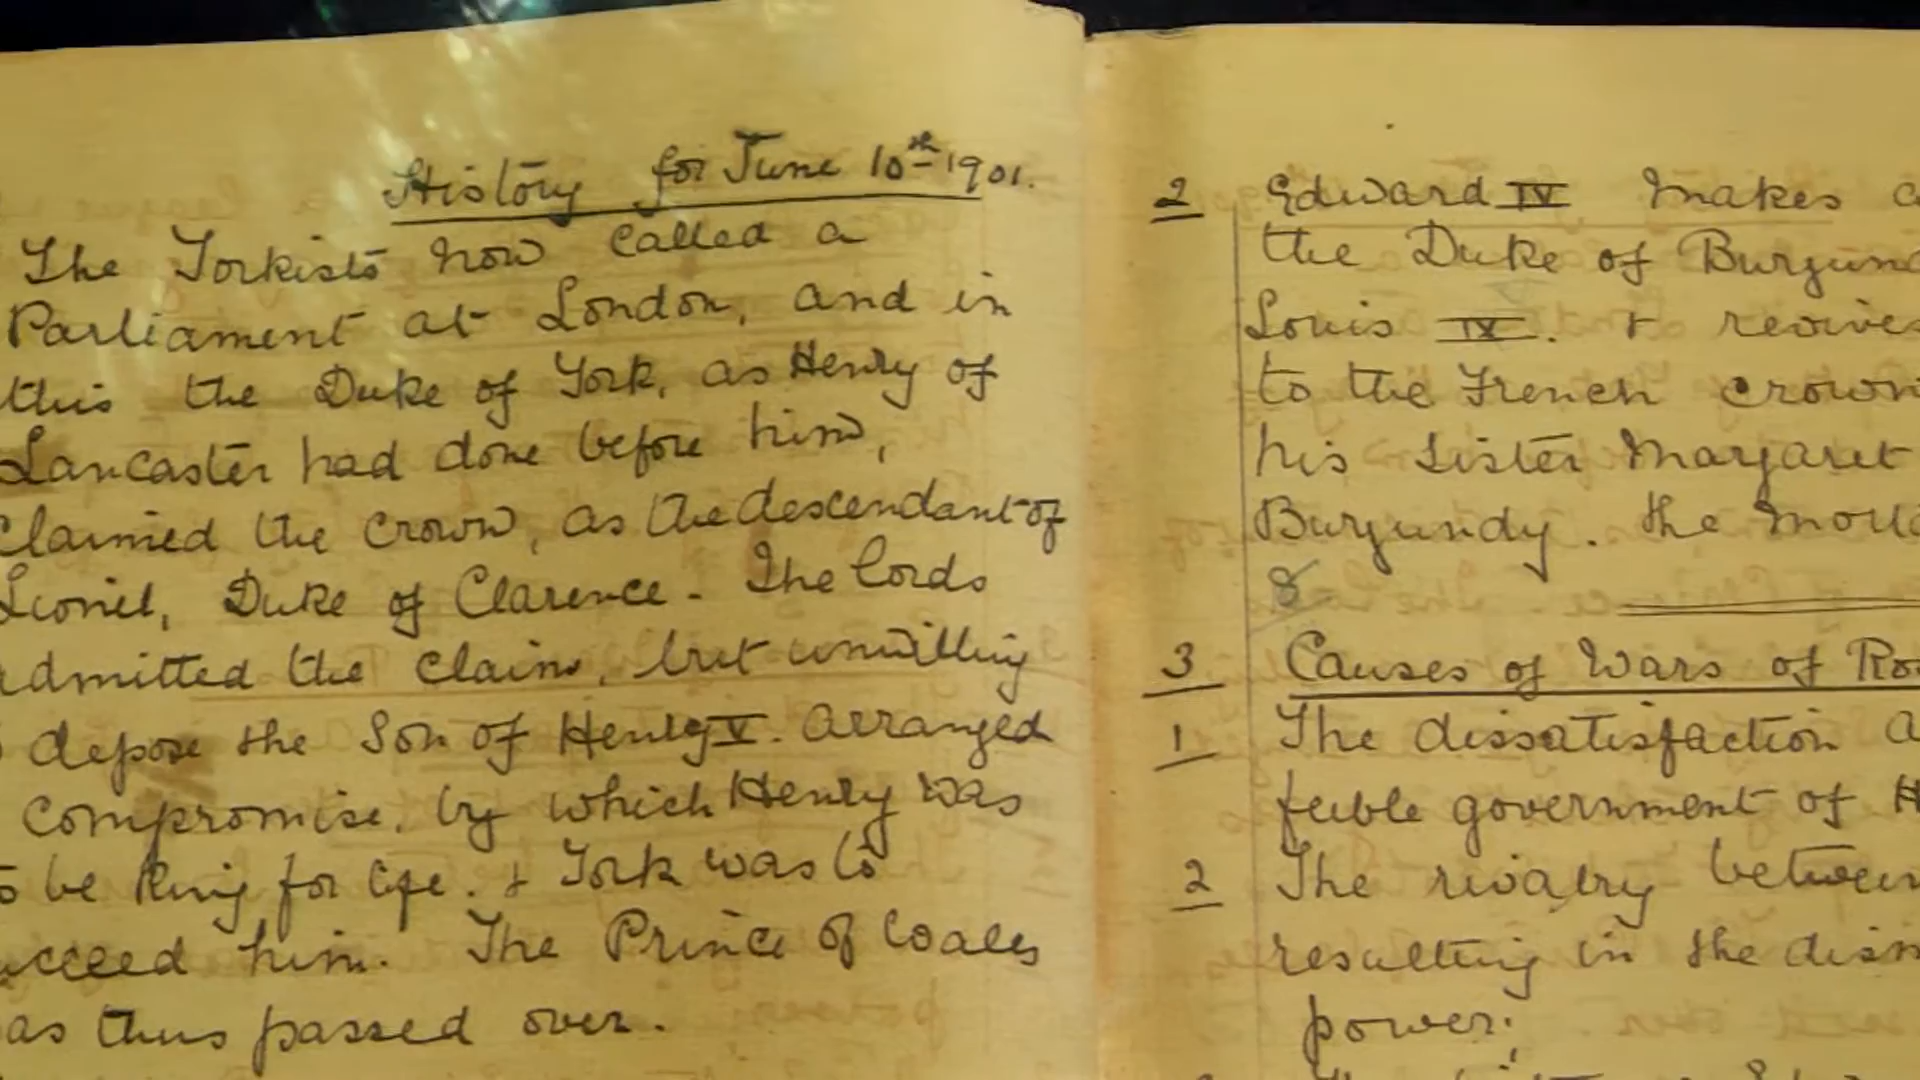 History for June 10th 1901.
The Yorkists now called a
Parliament at London, and in
this the Duke of York, as Henry of
Lancaster had done before him,
claimed the crown, as the descendant of
Lionel, Duke of Clarence. The Lords
admitted the claim, but unwilling
depose the Son of Henry V. arranged
compromise, by which Henry was
be King for life. & York was to
succeed him. The Prince of Wales
as thus passed over.
2 Edward IV makes
the Duke of Burgun
Louis IX. & revives
to the French crown
his sister Margaret
Burgundy. the
8
3 Causes of Wars of Ro
1 The dissatisfaction a
feeble government of H
2 The rivalry between
resulting in the dism
power;